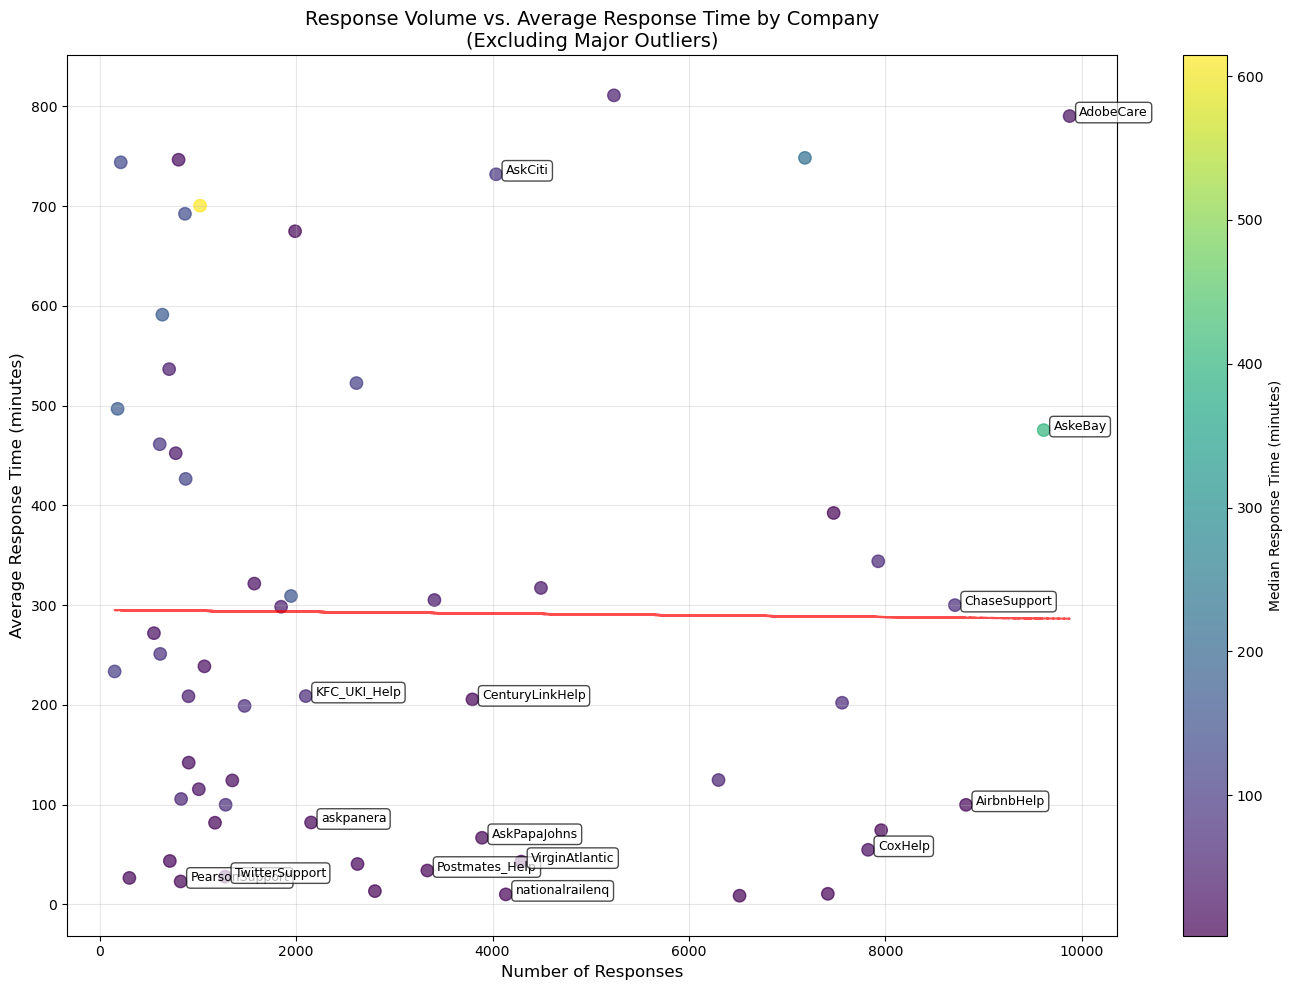 Response Volume vs. Average Response Time by Company
(Excluding Major Outliers)
Average Response Time (minutes)
800
700
600
500
400
300
200
100
0
AdobeCare
AskCiti
AskeBay
ChaseSupport
KFC_UKI_Help
CenturyLinkHelp
AirbnbHelp
askpanera
AskPapaJohns
CoxHelp
VirginAtlantic
Postmates_Help
TwitterSupport
PearsonSupport
nationalrailenq
0
2000
4000
6000
8000
10000
Number of Responses
600
500
400
300
200
100
Median Response Time (minutes)